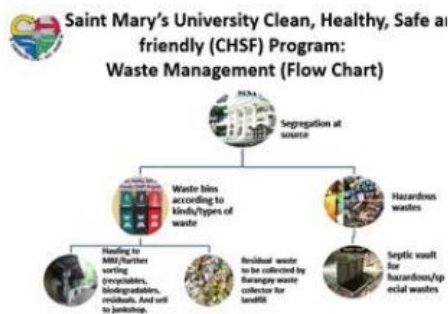 Saint Mary's University Clean, Healthy, Safe an
friendly (CHSF) Program:
Waste Management (Flow Chart)
Segregation at
source
Waste bins
according to
kinds/types of
waste
Hazardous
wastes
Hauling to
MRF/further
sorting
(recyclables,
biodegradables,
residuals. And sell
to junkshop.
Residual waste
to be collected by
Barangay waste
collector for
landfill
Septic vault
for
hazardous/sp
ecial wastes